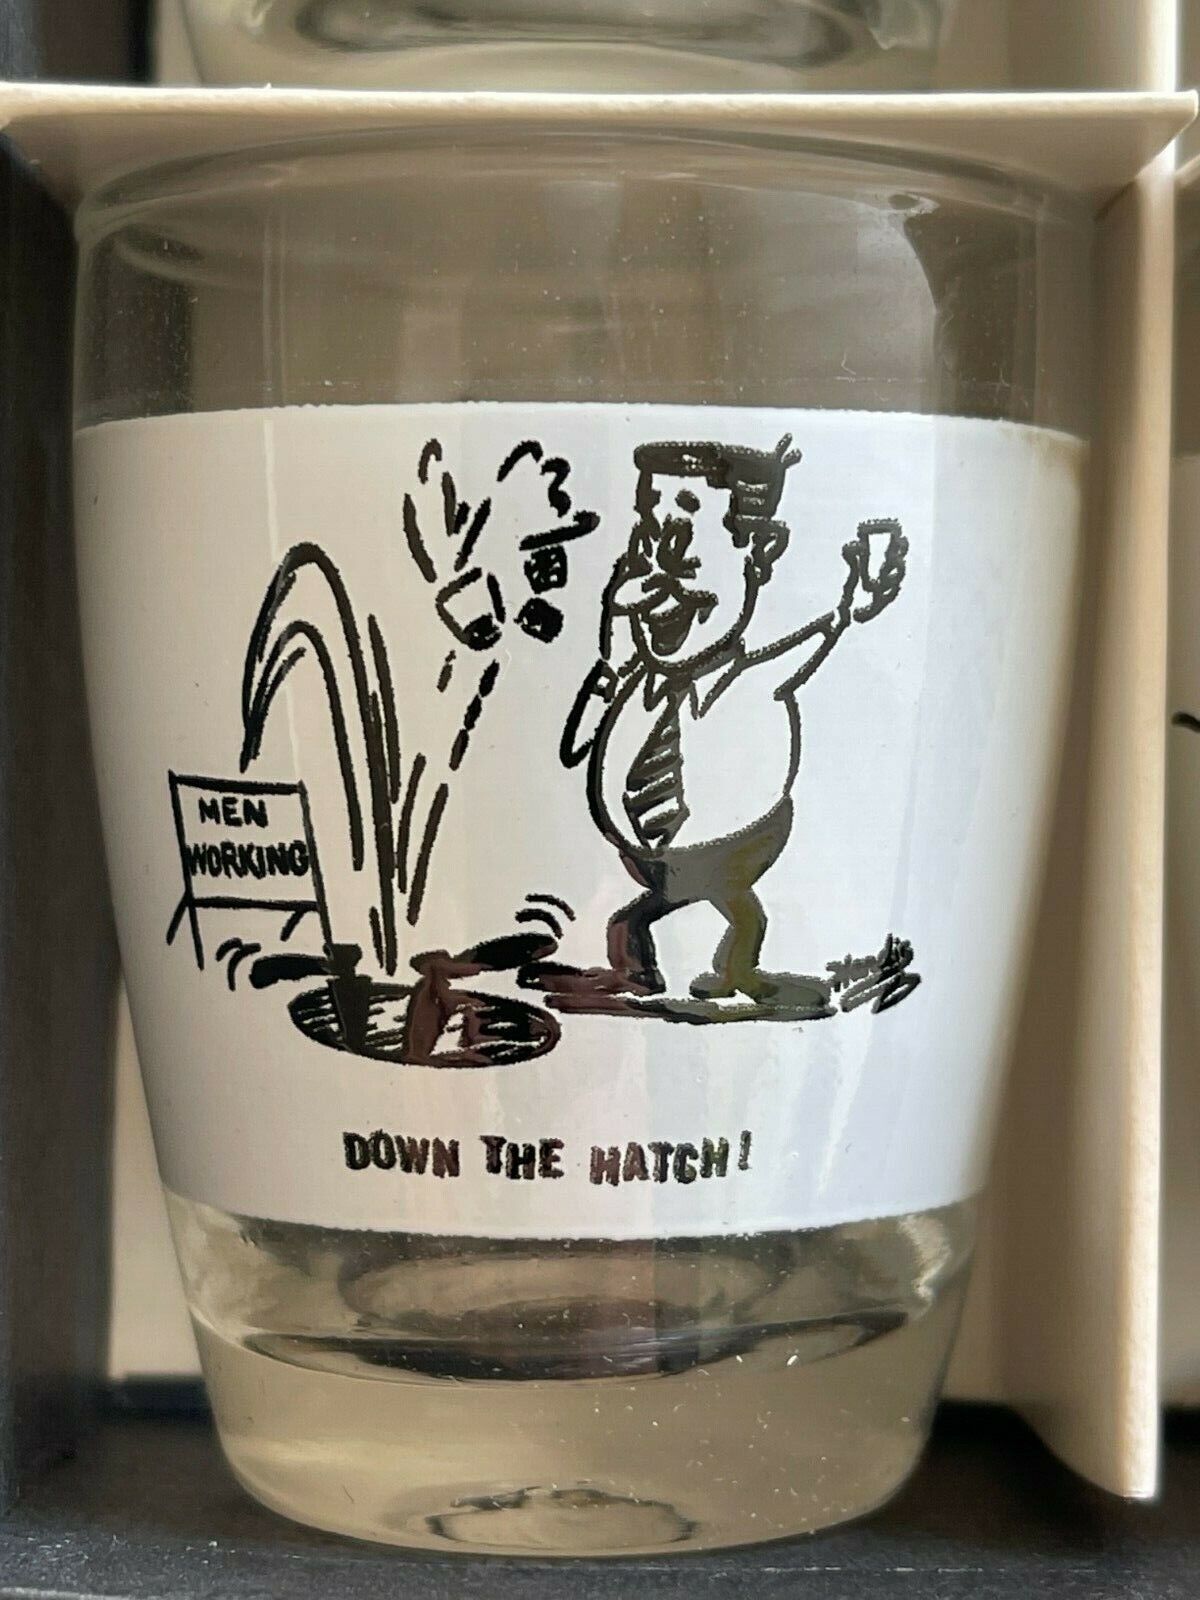 MEN
WORKING
DOWN THE HATCH!